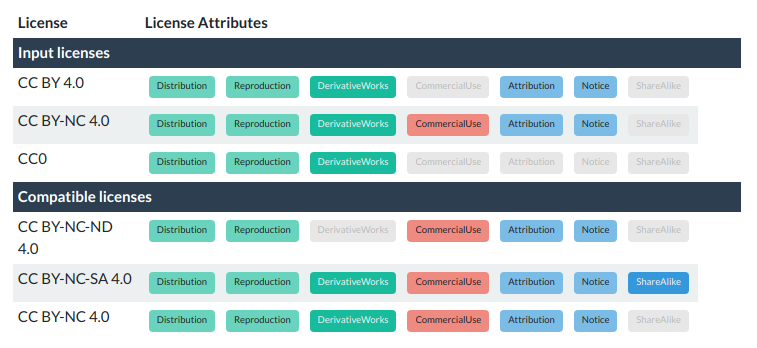 License License Attributes
Input licenses
CC BY 4.0 Distribution Reproduction DerivativeWorks CommercialUse Attribution Notice ShareAlike
CC BY-NC 4.0 Distribution Reproduction DerivativeWorks CommercialUse Attribution Notice ShareAlike
CC0 Distribution Reproduction DerivativeWorks CommercialUse Attribution Notice ShareAlike
Compatible licenses
CC BY-NC-ND Distribution Reproduction DerivativeWorks CommercialUse Attribution Notice ShareAlike
4.0
CC BY-NC-SA 4.0 Distribution Reproduction DerivativeWorks CommercialUse Attribution Notice ShareAlike
CC BY-NC 4.0 Distribution Reproduction DerivativeWorks CommercialUse Attribution Notice ShareAlike